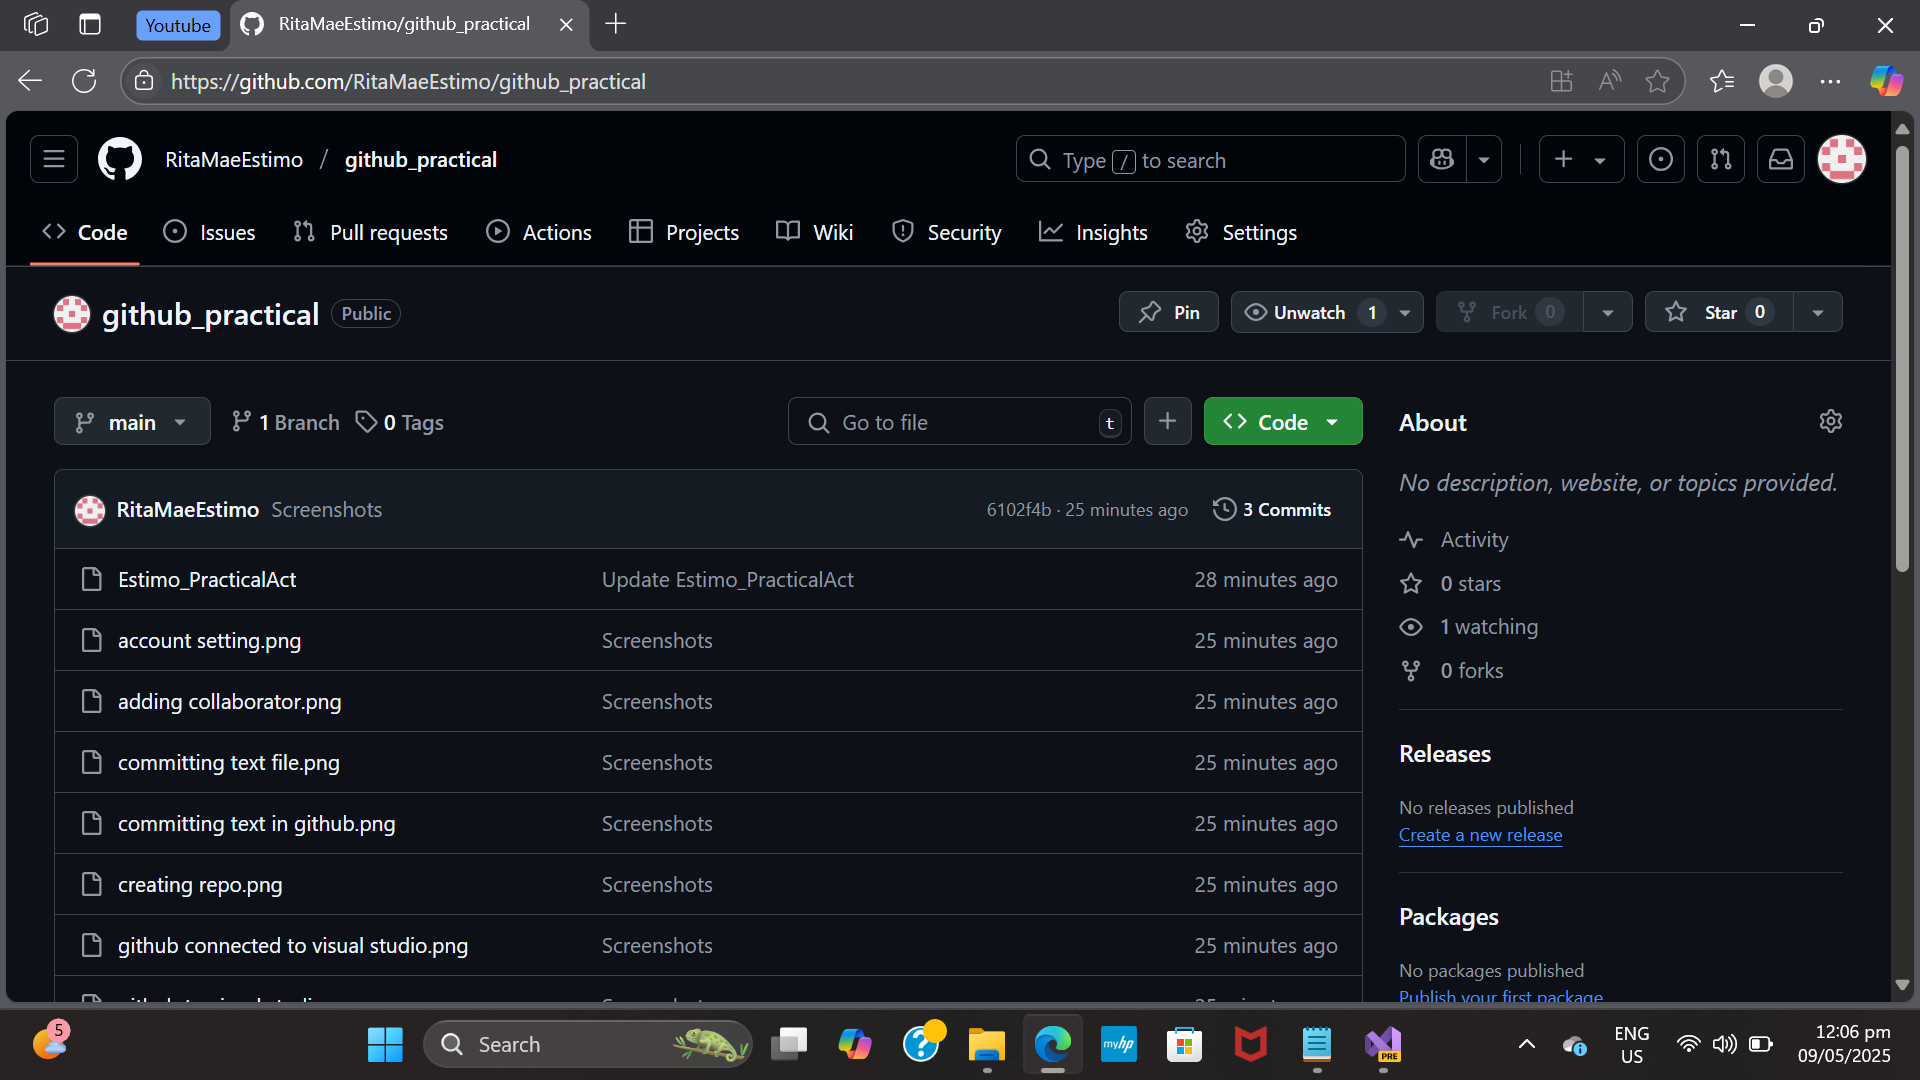 Youtube
RitaMaeEstimo/github_practical
https://github.com/RitaMaeEstimo/github_practical
RitaMaeEstimo / github_practical
Type / to search
Code Issues Pull requests Actions Projects Wiki Security Insights Settings
github_practical Public
Pin Unwatch 1 Fork 0 Star 0
main 1 Branch 0 Tags
Go to file t
Code
RitaMaeEstimo Screenshots 6102f4b · 25 minutes ago 3 Commits
Estimo_PracticalAct Update Estimo_PracticalAct 28 minutes ago
account setting.png Screenshots 25 minutes ago
adding collaborator.png Screenshots 25 minutes ago
committing text file.png Screenshots 25 minutes ago
committing text in github.png Screenshots 25 minutes ago
creating repo.png Screenshots 25 minutes ago
github connected to visual studio.png Screenshots 25 minutes ago
About
No description, website, or topics provided.
Activity
0 stars
1 watching
0 forks
Releases
No releases published
Create a new release
Packages
No packages published
Publish your first package
5
Search
myhp
PRE
ENG
US
12:06 pm
09/05/2025